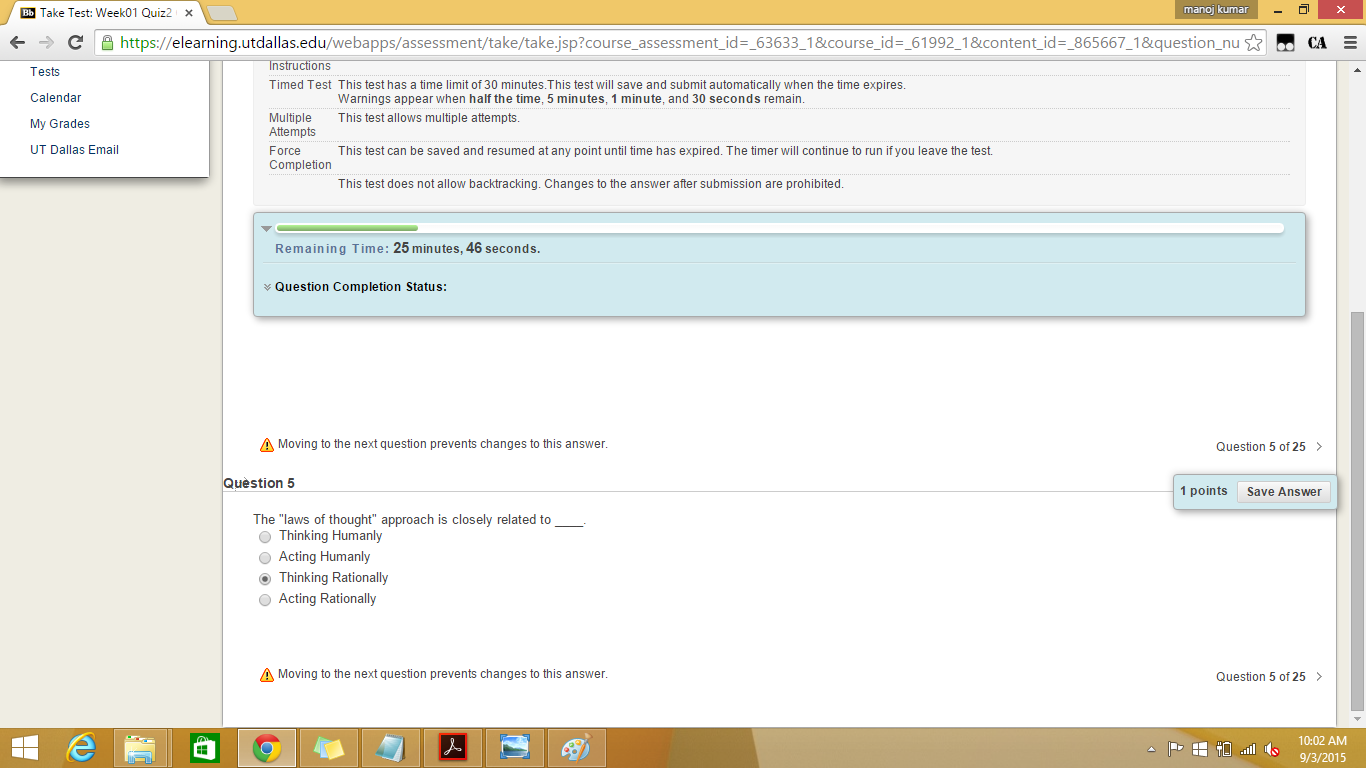 Take Test: Week01 Quiz2
manoj kumar
https://elearning.utdallas.edu/webapps/assessment/take/take.jsp?course_assessment_id=_63633_1&course_id=_61992_1&content_id=_865667_1&question_nu
CA
Tests
Calendar
My Grades
UT Dallas Email
Instructions
Timed Test This test has a time limit of 30 minutes.This test will save and submit automatically when the time expires.
Warnings appear when half the time, 5 minutes, 1 minute, and 30 seconds remain.
Multiple This test allows multiple attempts.
Attempts
Force This test can be saved and resumed at any point until time has expired. The timer will continue to run if you leave the test.
Completion
This test does not allow backtracking. Changes to the answer after submission are prohibited.
Remaining Time: 25 minutes, 46 seconds.
Question Completion Status:
Moving to the next question prevents changes to this answer.
Question 5 of 25
Question 5
1 points Save Answer
The "laws of thought" approach is closely related to ____.
Thinking Humanly
Acting Humanly
Thinking Rationally
Acting Rationally
Moving to the next question prevents changes to this answer.
Question 5 of 25
10:02 AM
9/3/2015